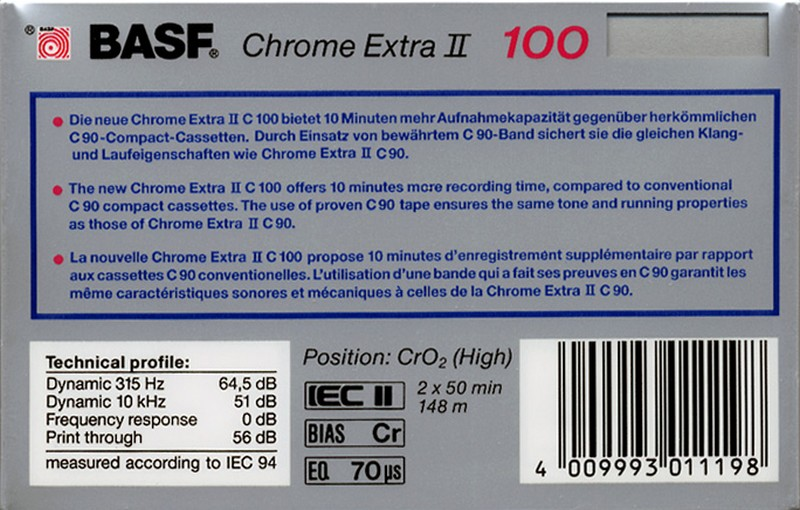 ® BASF BASF® Chrome Extra II 100
• Die neue Chrome Extra II C 100 bietet 10 Minuten mehr Aufnahmekapazität gegenüber herkömmlichen
C 90-Compact-Cassetten. Durch Einsatz von bewährtem C 90-Band sichert sie die gleichen Klang-
und Laufeigenschaften wie Chrome Extra II C 90.
• The new Chrome Extra II C 100 offers 10 minutes more recording time, compared to conventional
C 90 compact cassettes. The use of proven C 90 tape ensures the same tone and running properties
as those of Chrome Extra II C 90.
• La nouvelle Chrome Extra II C 100 propose 10 minutes d'enregistrement supplémentaire par rapport
aux cassettes C 90 conventionelles. L'utilisation d'une bande qui a fait ses preuves en C 90 garantit les
même caractéristiques sonores et mécaniques à celles de la Chrome Extra II C 90.
Technical profile:
Dynamic 315 Hz 64,5 dB
Dynamic 10 kHz 51 dB
Frequency response 0 dB
Print through 56 dB
measured according to IEC 94
Position: CrO₂ (High)
IEC II 2 x 50 min
148 m
BIAS Cr
EQ 70 µs
4 009993 011198